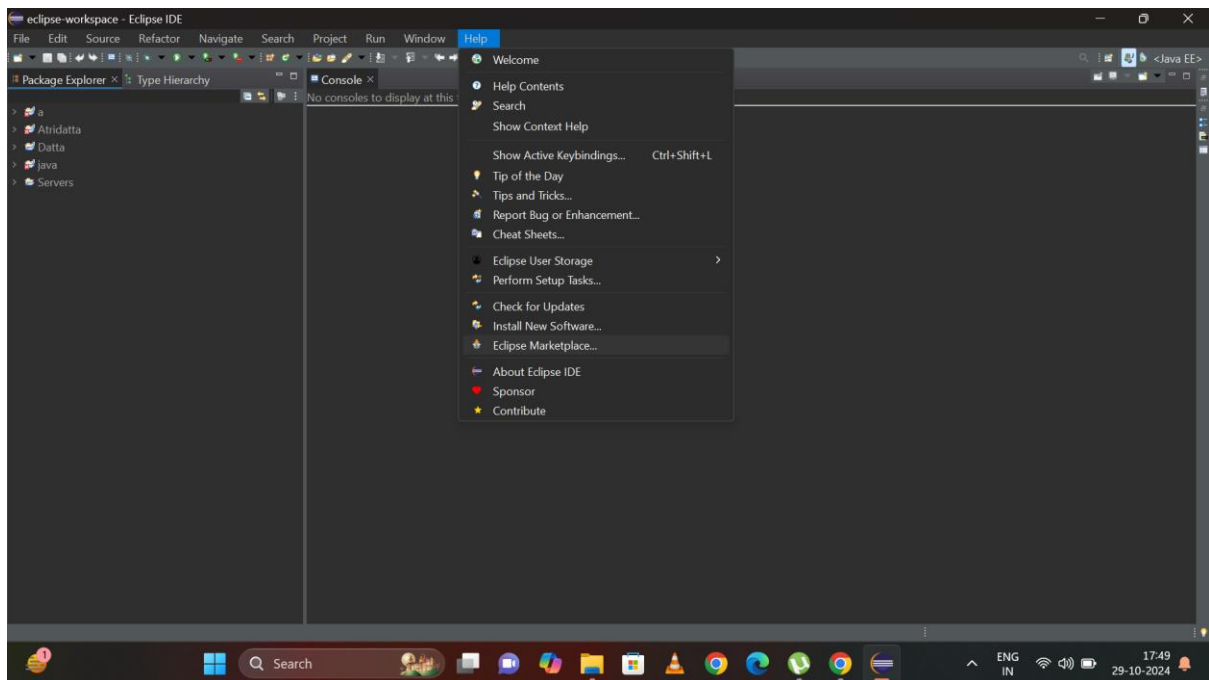 eclipse-workspace - Eclipse IDE
File Edit Source Refactor Navigate Search Project Run Window Help
<Java EE>
Package Explorer × Type Hierarchy
Console ×
No consoles to display at this
a
Atridatta
Datta
java
Servers
Welcome
Help Contents
Search
Show Context Help
Show Active Keybindings... Ctrl+Shift+L
Tip of the Day
Tips and Tricks...
Report Bug or Enhancement...
Cheat Sheets...
Eclipse User Storage
Perform Setup Tasks...
Check for Updates
Install New Software...
Eclipse Marketplace...
About Eclipse IDE
Sponsor
Contribute
1
Search
ENG
IN
17:49
29-10-2024